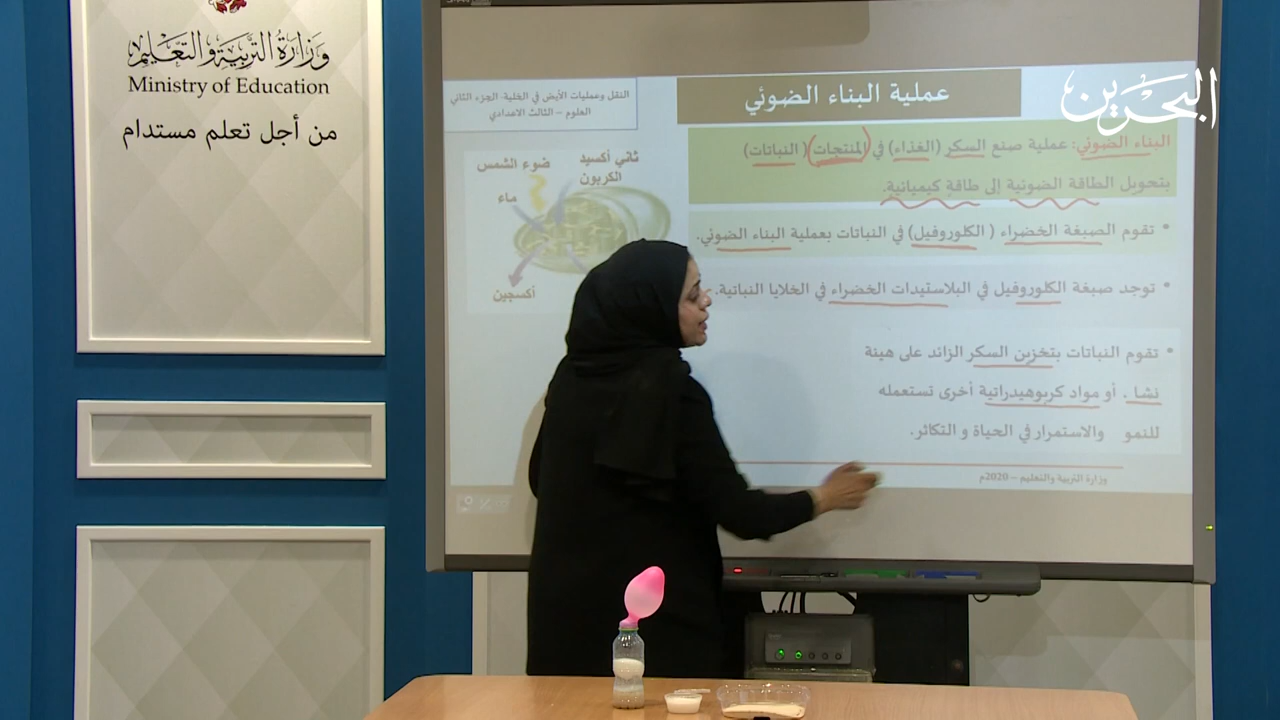 وزارة التربية والتعليم
Ministry of Education
من أجل تعلم مستدام
البحرين
عملية البناء الضوئي
النقل وعمليات الأيض في الخلية- الجزء الثاني
العلوم – الثالث الاعدادي
البناء الضوئي: عملية صنع السكر (الغذاء) في (المنتجات) ( النباتات)
بتحويل الطاقة الضوئية إلى طاقة كيميائية.
• تقوم الصبغة الخضراء ( الكلوروفيل) في النباتات بعملية البناء الضوئي.
• توجد صبغة الكلوروفيل في البلاستيدات الخضراء في الخلايا النباتية.
• تقوم النباتات بتخزين السكر الزائد على هيئة
نشا ، أو مواد كربوهيدراتية أخرى تستعمله
للنمو والاستمرار في الحياة و التكاثر.
ضوء الشمس
ثاني أكسيد
الكربون
ماء
أكسجين
وزارة التربية والتعليم – 2020م